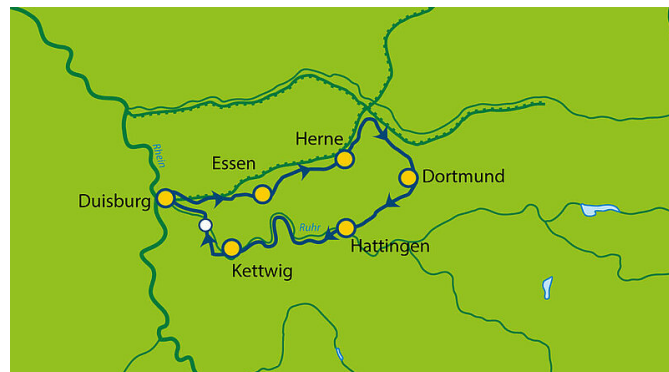 Herne
Rhein
Essen
Dortmund
Duisburg
Ruhr
Hattingen
Kettwig